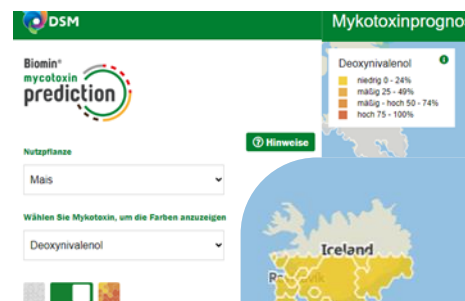 DSM
Mykotoxinprogno
Biomin®
mycotoxin
prediction
Deoxynivalenol
niedrig 0 - 24%
mäßig 25 - 49%
mäßig - hoch 50 - 74%
hoch 75 - 100%
Hinweise
Nutzpflanze
Mais
Wählen Sie Mykotoxin, um die Farben anzuzeigen
Deoxynivalenol
Iceland